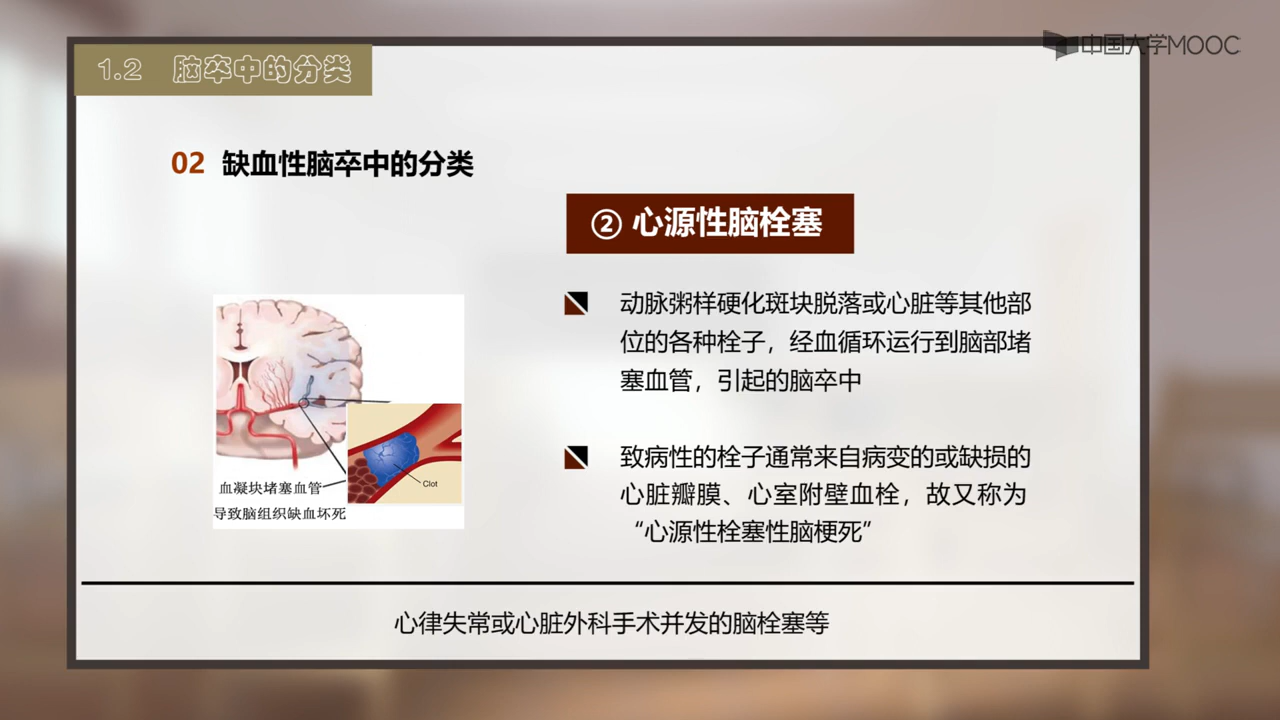 中国大学MOOC
1.2 脑卒中的分类
02 缺血性脑卒中的分类
② 心源性脑栓塞
动脉粥样硬化斑块脱落或心脏等其他部
位的各种栓子，经血循环运行到脑部堵
塞血管，引起的脑卒中
致病性的栓子通常来自病变的或缺损的
心脏瓣膜、心室附壁血栓，故又称为
“心源性栓塞性脑梗死”
Clot
血凝块堵塞血管
导致脑组织缺血坏死
心律失常或心脏外科手术并发的脑栓塞等